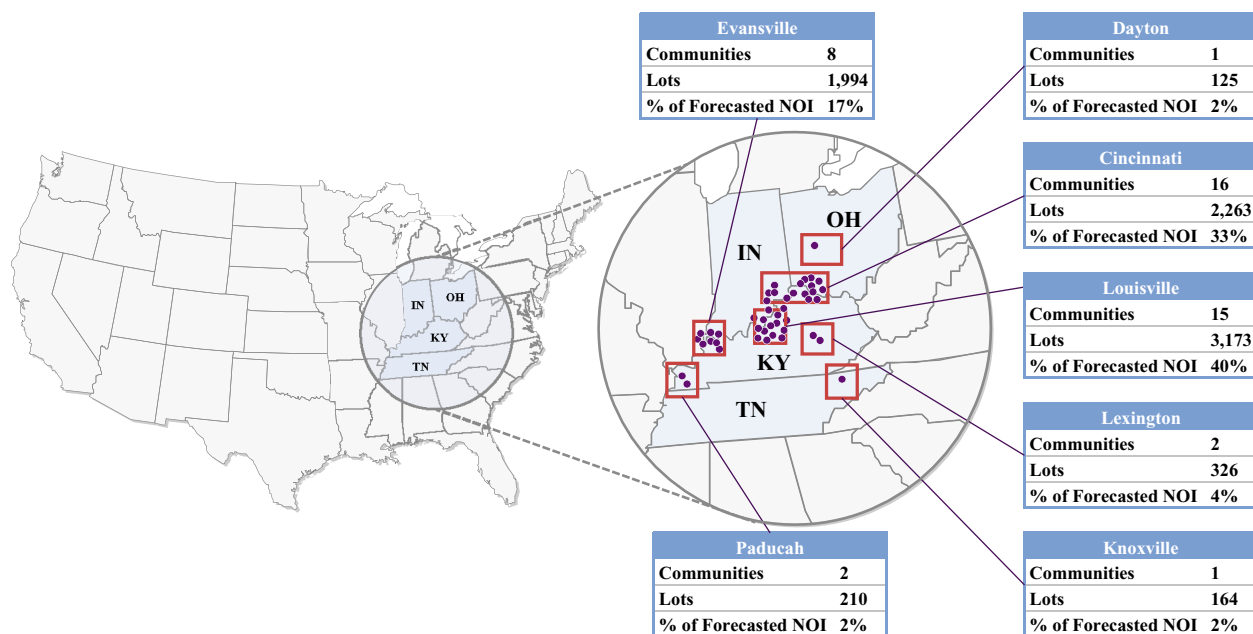 Evansville
Communities 8
Lots 1,994
% of Forecasted NOI 17%
Dayton
Communities 1
Lots 125
% of Forecasted NOI 2%
Cincinnati
Communities 16
Lots 2,263
% of Forecasted NOI 33%
Louisville
Communities 15
Lots 3,173
% of Forecasted NOI 40%
Lexington
Communities 2
Lots 326
% of Forecasted NOI 4%
Knoxville
Communities 1
Lots 164
% of Forecasted NOI 2%
Paducah
Communities 2
Lots 210
% of Forecasted NOI 2%
IN
OH
KY
TN
OH
IN
KY
TN